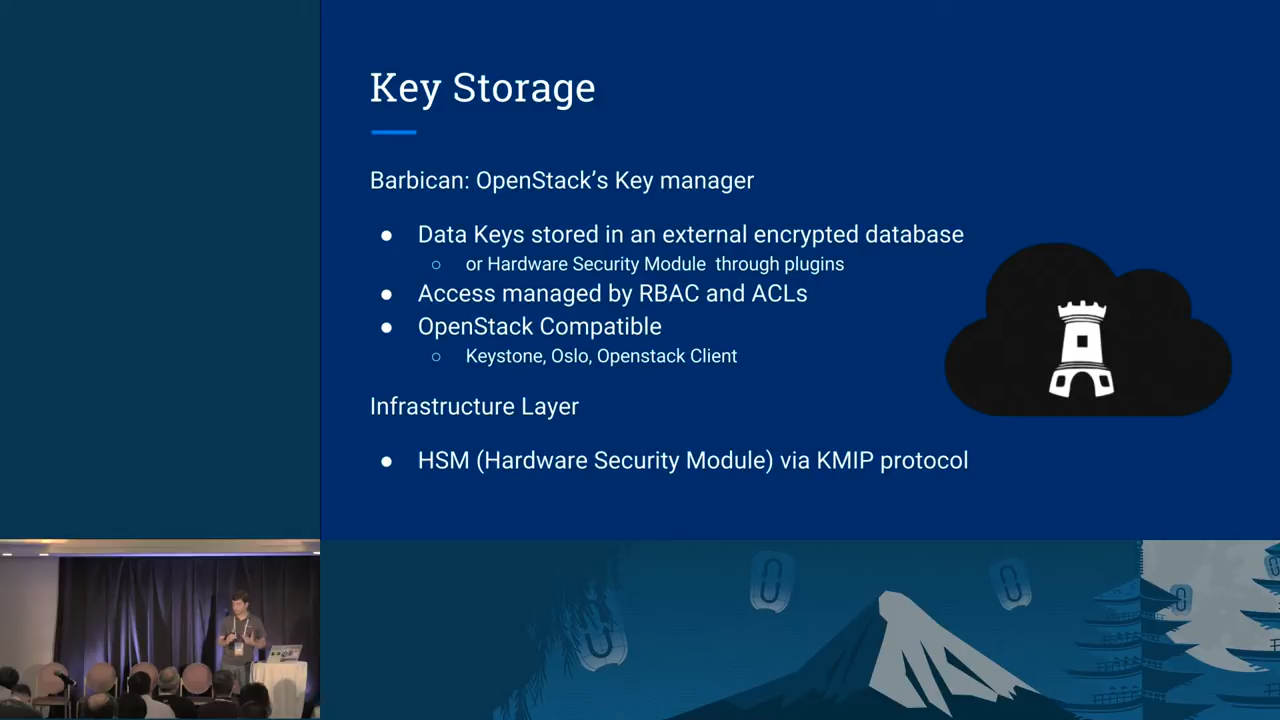 Key Storage
Barbican: OpenStack’s Key manager
● Data Keys stored in an external encrypted database
○ or Hardware Security Module through plugins
● Access managed by RBAC and ACLs
● OpenStack Compatible
○ Keystone, Oslo, Openstack Client
Infrastructure Layer
● HSM (Hardware Security Module) via KMIP protocol